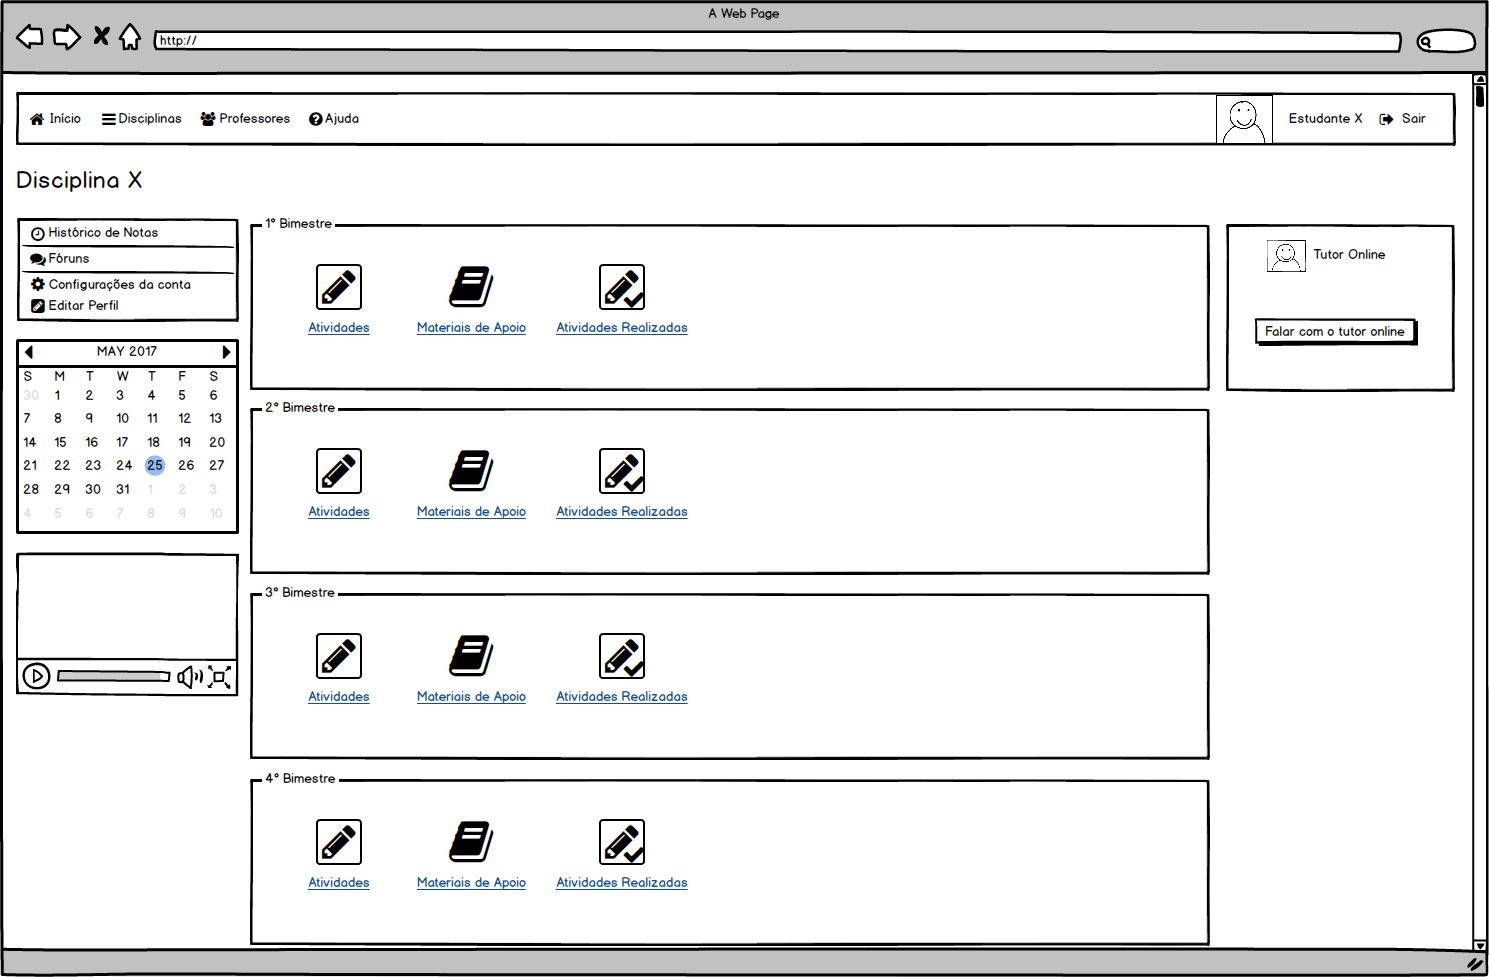 A Web Page
http://
Início Disciplinas Professores Ajuda Estudante X Sair
Disciplina X
Histórico de Notas
Fóruns
Configurações da conta
Editar Perfil
MAY 2017
S M T W T F S
30 1 2 3 4 5 6
7 8 9 10 11 12 13
14 15 16 17 18 19 20
21 22 23 24 25 26 27
28 29 30 31 1 2 3
4 5 6 7 8 9 10
1° Bimestre
Atividades Materiais de Apoio Atividades Realizadas
2° Bimestre
Atividades Materiais de Apoio Atividades Realizadas
3° Bimestre
Atividades Materiais de Apoio Atividades Realizadas
4° Bimestre
Atividades Materiais de Apoio Atividades Realizadas
Tutor Online
Falar com o tutor online